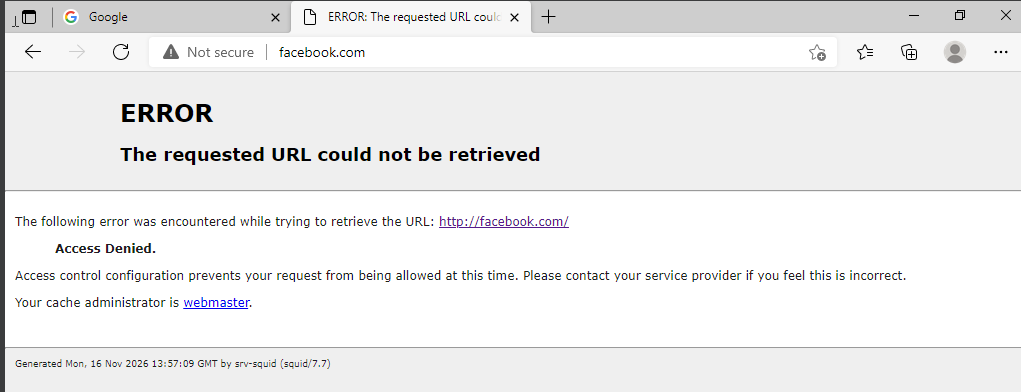 Google
ERROR: The requested URL coulc
Not secure
facebook.com
ERROR
The requested URL could not be retrieved
The following error was encountered while trying to retrieve the URL: http://facebook.com/
Access Denied.
Access control configuration prevents your request from being allowed at this time. Please contact your service provider if you feel this is incorrect.
Your cache administrator is webmaster.
Generated Mon, 16 Nov 2026 13:57:09 GMT by srv-squid (squid/7.7)